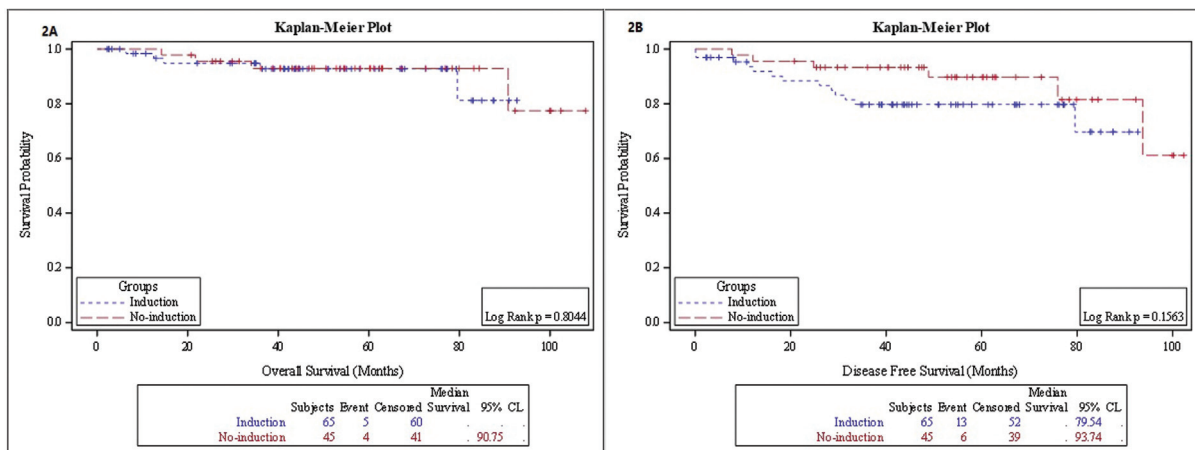 2A
Kaplan-Meier Plot
1.0
0.8
0.6
0.4
0.2
0.0
Survival Probability
Groups
Induction
No-induction
Log Rank p = 0.8044
0 20 40 60 80 100
Overall Survival (Months)
Median
Subjects Event Censored Survival 95% CL
Induction 65 5 60 . . .
No-induction 45 4 41 . 90.75 .
2B
Kaplan-Meier Plot
1.0
0.8
0.6
0.4
0.2
0.0
Survival Probability
Groups
Induction
No-induction
Log Rank p = 0.1563
0 20 40 60 80 100
Disease Free Survival (Months)
Median
Subjects Event Censored Survival 95% CL
Induction 65 13 52 . 79.54 .
No-induction 45 6 39 . 93.74 .